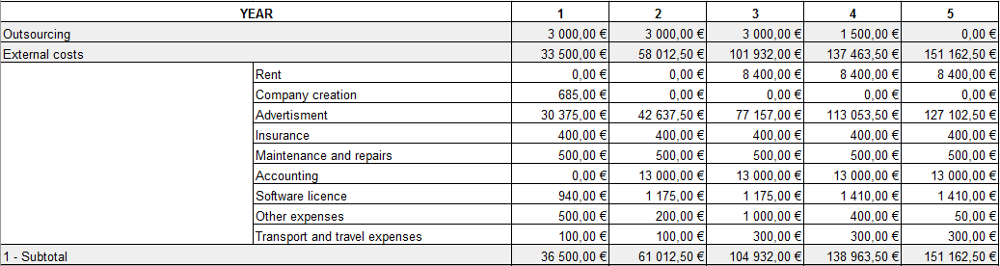 YEAR 1 2 3 4 5
Outsourcing 3 000,00 € 3 000,00 € 3 000,00 € 1 500,00 € 0,00 €
External costs 33 500,00 € 58 012,50 € 101 932,00 € 137 463,50 € 151 162,50 €
Rent 0,00 € 0,00 € 8 400,00 € 8 400,00 € 8 400,00 €
Company creation 685,00 € 0,00 € 0,00 € 0,00 € 0,00 €
Advertisment 30 375,00 € 42 637,50 € 77 157,00 € 113 053,50 € 127 102,50 €
Insurance 400,00 € 400,00 € 400,00 € 400,00 € 400,00 €
Maintenance and repairs 500,00 € 500,00 € 500,00 € 500,00 € 500,00 €
Accounting 0,00 € 13 000,00 € 13 000,00 € 13 000,00 € 13 000,00 €
Software licence 940,00 € 1 175,00 € 1 175,00 € 1 410,00 € 1 410,00 €
Other expenses 500,00 € 200,00 € 1 000,00 € 400,00 € 50,00 €
Transport and travel expenses 100,00 € 100,00 € 300,00 € 300,00 € 300,00 €
1 - Subtotal 36 500,00 € 61 012,50 € 104 932,00 € 138 963,50 € 151 162,50 €